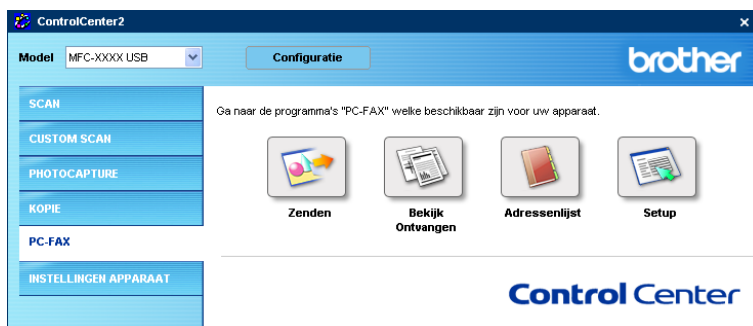 ControlCenter2
Model MFC-XXXX USB Configuratie brother
SCAN
CUSTOM SCAN
PHOTOCAPTURE
KOPIE
PC-FAX
INSTELLINGEN APPARAAT
Ga naar de programma's "PC-FAX" welke beschikbaar zijn voor uw apparaat.
Zenden
Bekijk
Ontvangen
Adressenlijst
Setup
Control Center